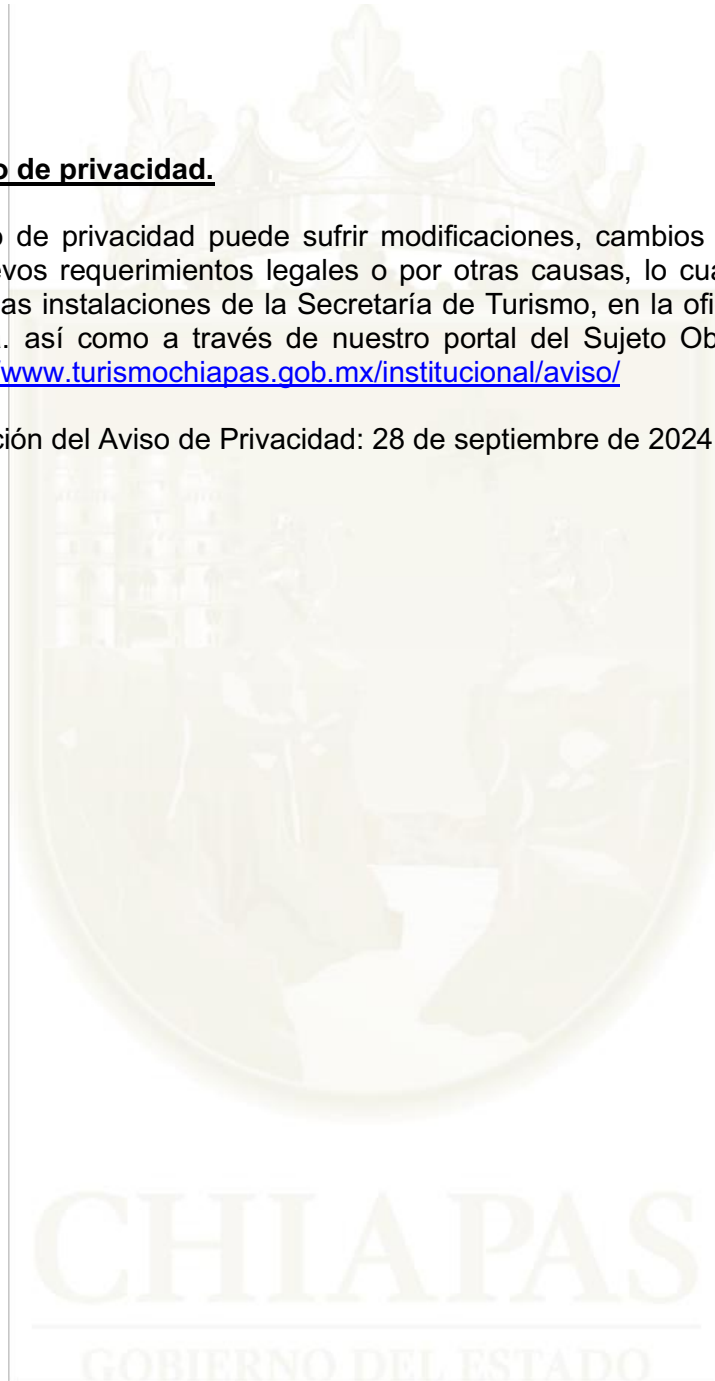 o de privacidad.
o de privacidad puede sufrir modificaciones, cambios
evos requerimientos legales o por otras causas, lo cua
as instalaciones de la Secretaría de Turismo, en la ofi
. así como a través de nuestro portal del Sujeto Ob
/www.turismochiapas.gob.mx/institucional/aviso/
ción del Aviso de Privacidad: 28 de septiembre de 2024
CHIAPAS
GOBIERNO DEL ESTADO